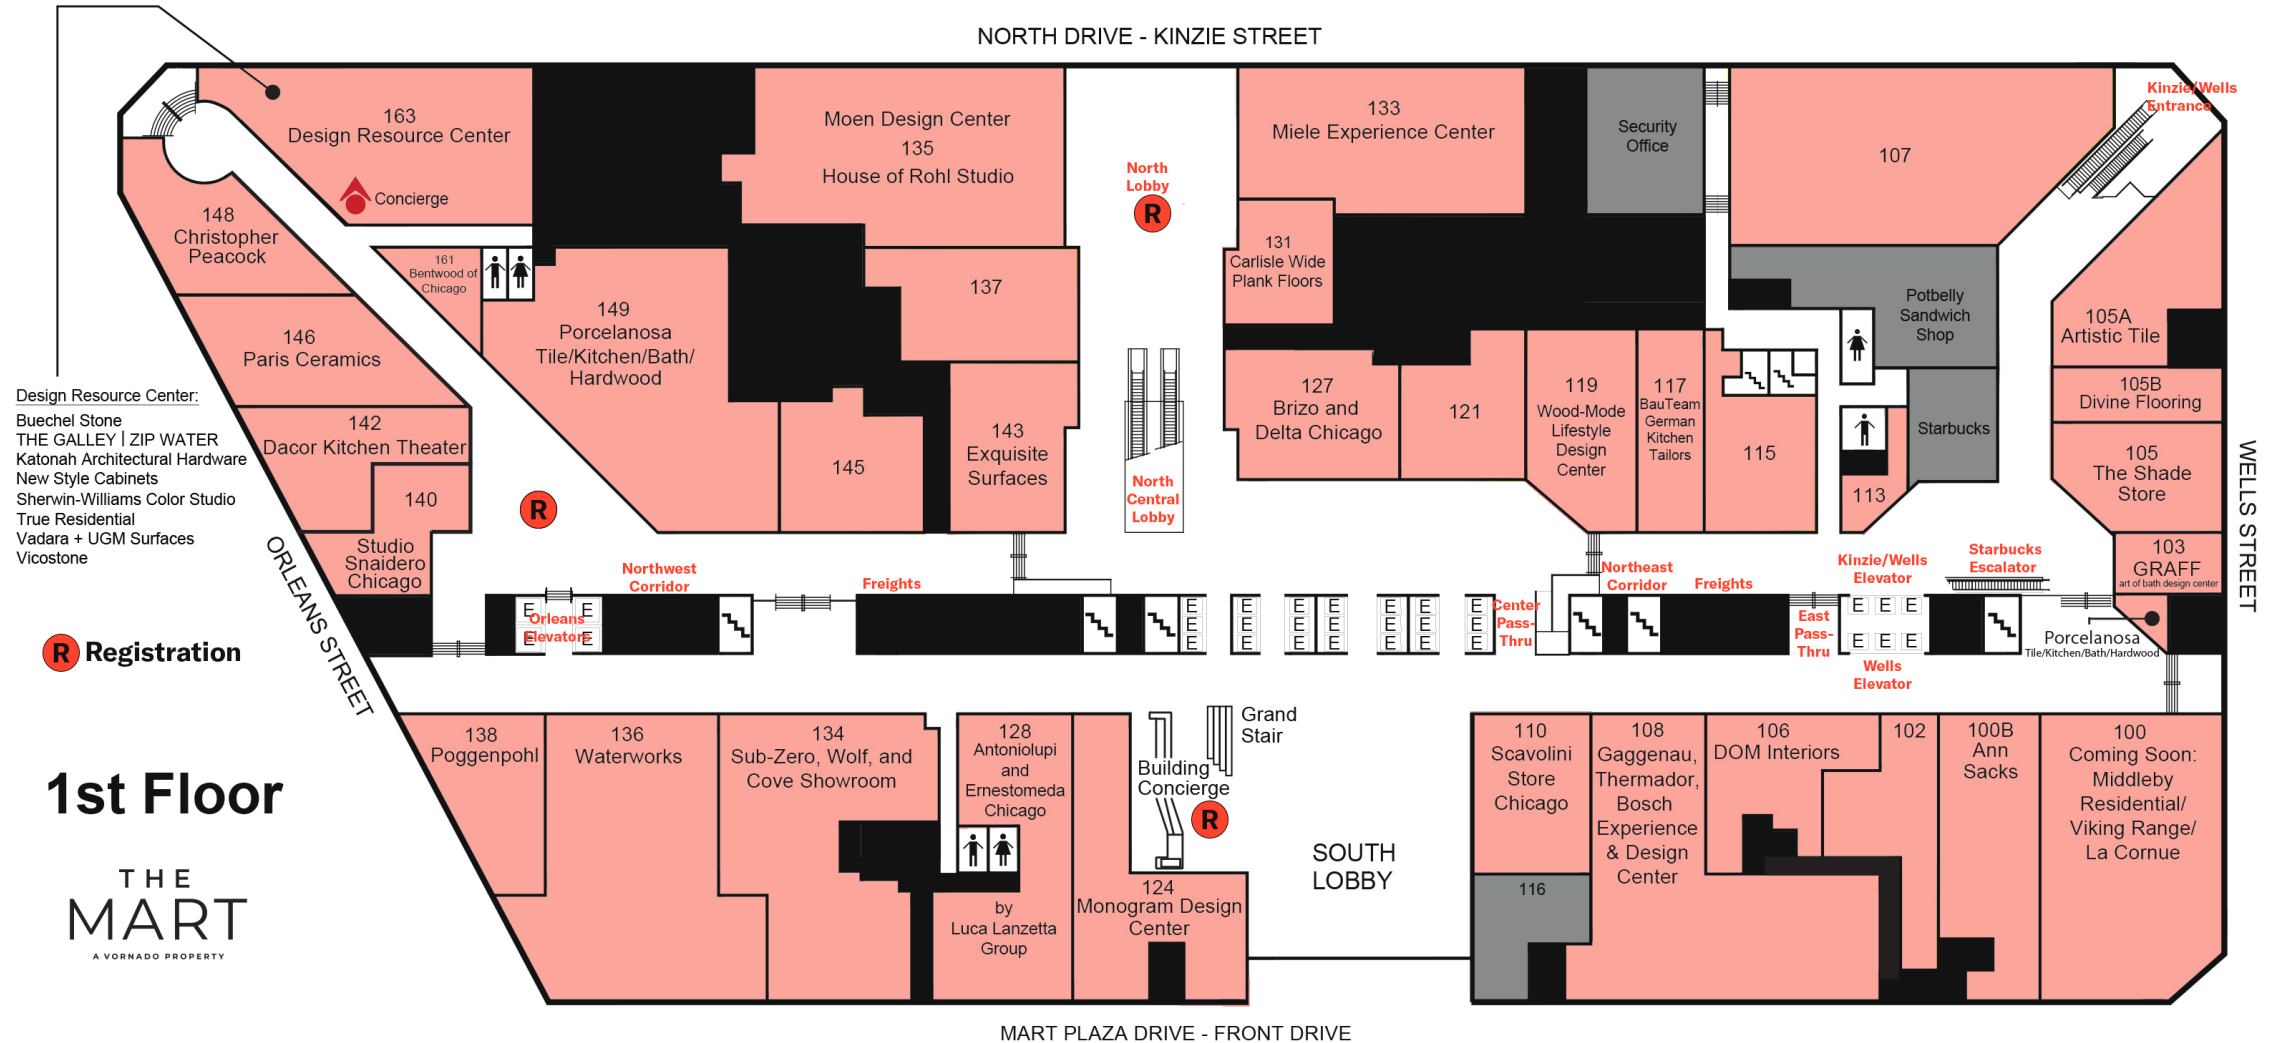 NORTH DRIVE - KINZIE STREET
163
Design Resource Center
Concierge
Moen Design Center
135
House of Rohl Studio
North
Lobby
R
133
Miele Experience Center
Security
Office
107
Kinzie/Wells
Entrance
148
Christopher
Peacock
161
Bentwood of
Chicago
149
Porcelanosa
Tile/Kitchen/Bath/
Hardwood
137
131
Carlisle Wide
Plank Floors
Potbelly
Sandwich
Shop
105A
Artistic Tile
146
Paris Ceramics
105B
Divine Flooring
Design Resource Center:
Buechel Stone
THE GALLEY | ZIP WATER
Katonah Architectural Hardware
New Style Cabinets
Sherwin-Williams Color Studio
True Residential
Vadara + UGM Surfaces
Vicostone
142
Dacor Kitchen Theater
140
Studio
Snaidero
Chicago
R
145
143
Exquisite
Surfaces
North
Central
Lobby
127
Brizo and
Delta Chicago
121
119
Wood-Mode
Lifestyle
Design
Center
117
BauTeam
German
Kitchen
Tailors
115
113
Starbucks
105
The Shade
Store
103
GRAFF
art of bath design center
WELLS STREET
ORLEANS STREET
Northwest
Corridor
Freights
Northeast
Corridor
Freights
Kinzie/Wells
Elevator
Starbucks
Escalator
E E
Orleans
Elevators
E E
E E E E E E E
E E E E E E E
E E E E E E E
Center
Pass-
Thru
East
Pass-
Thru
E E E
E E E
Wells
Elevator
Porcelanosa
Tile/Kitchen/Bath/Hardwood
R Registration
138
Poggenpohl
136
Waterworks
134
Sub-Zero, Wolf, and
Cove Showroom
128
Antoniolupi
and
Ernestomeda
Chicago
by
Luca Lanzetta
Group
Grand
Stair
Building
Concierge
R
124
Monogram Design
Center
SOUTH
LOBBY
110
Scavolini
Store
Chicago
116
108
Gaggenau,
Thermador,
Bosch
Experience
& Design
Center
106
DOM Interiors
102
100B
Ann
Sacks
100
Coming Soon:
Middleby
Residential/
Viking Range/
La Cornue
1st Floor
THE
MART
A VORNADO PROPERTY
MART PLAZA DRIVE - FRONT DRIVE